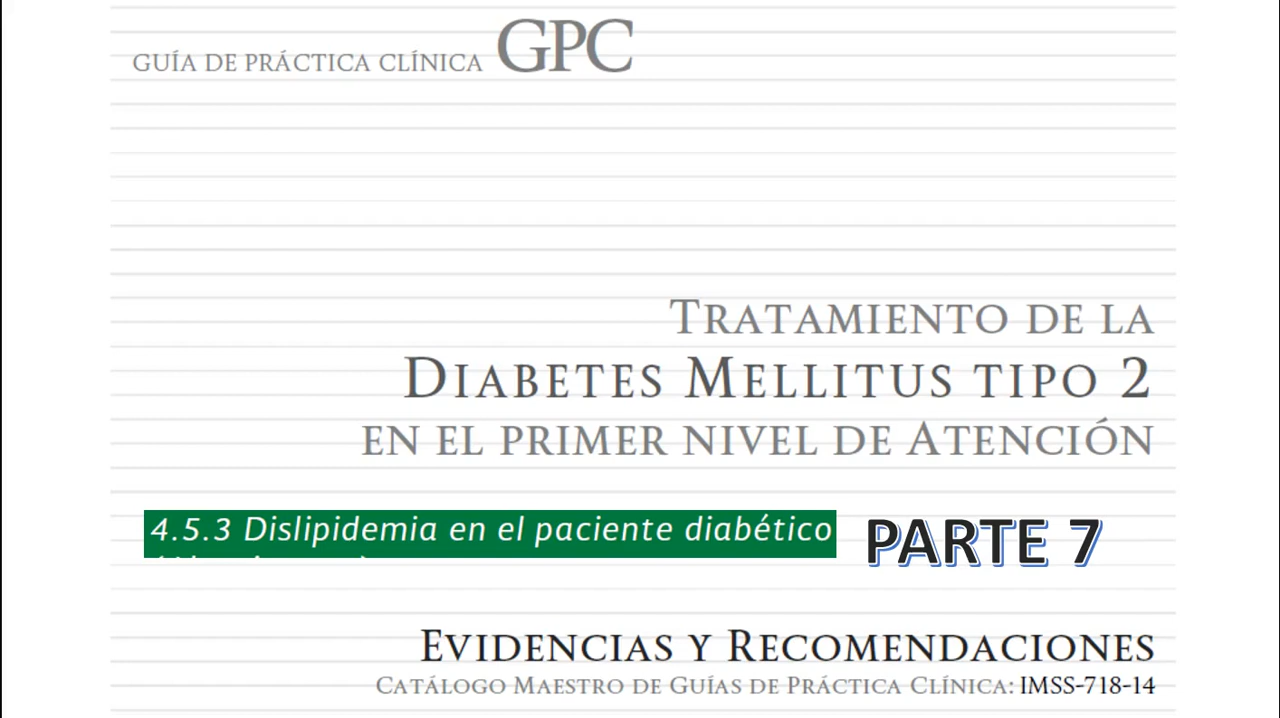 GUÍA DE PRÁCTICA CLÍNICA GPC
TRATAMIENTO DE LA
DIABETES MELLITUS TIPO 2
EN EL PRIMER NIVEL DE ATENCIÓN
4.5.3 Dislipidemia en el paciente diabético
PARTE 7
EVIDENCIAS Y RECOMENDACIONES
CATÁLOGO MAESTRO DE GUÍAS DE PRÁCTICA CLÍNICA: IMSS-718-14